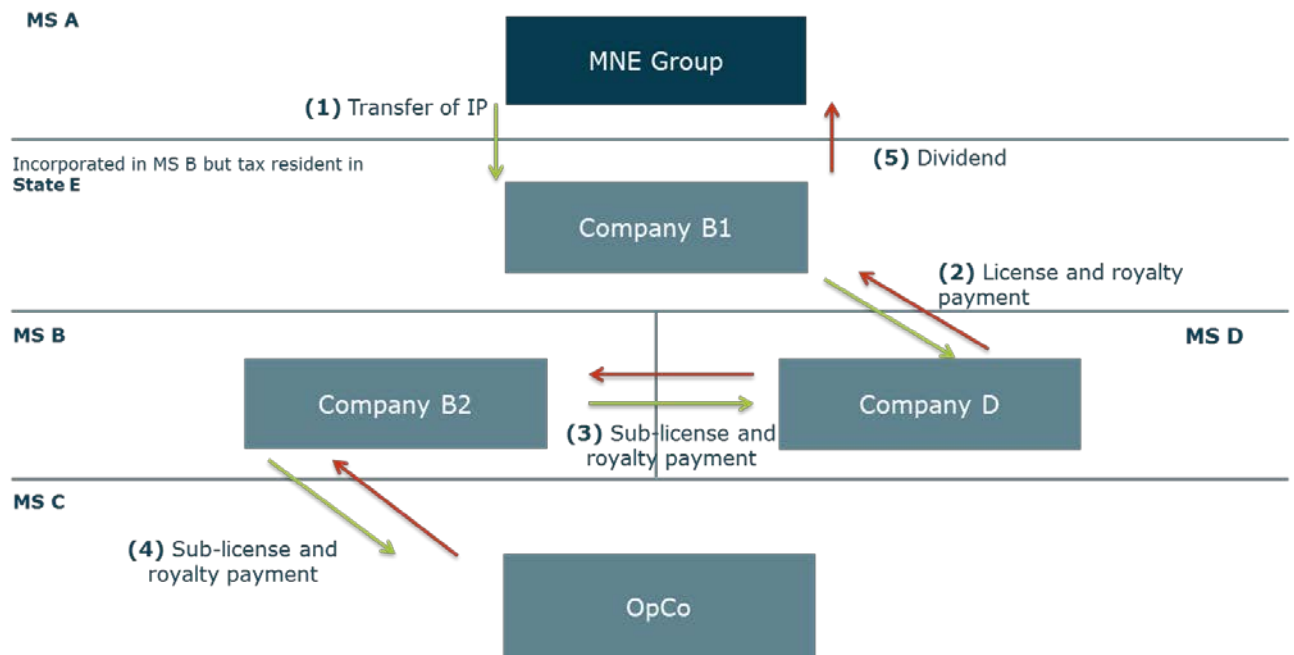 MS A
MNE Group
(1) Transfer of IP
Incorporated in MS B but tax resident in
State E
(5) Dividend
Company B1
(2) License and royalty
payment
MS B
MS D
Company B2
Company D
(3) Sub-license and
royalty payment
MS C
(4) Sub-license and
royalty payment
OpCo